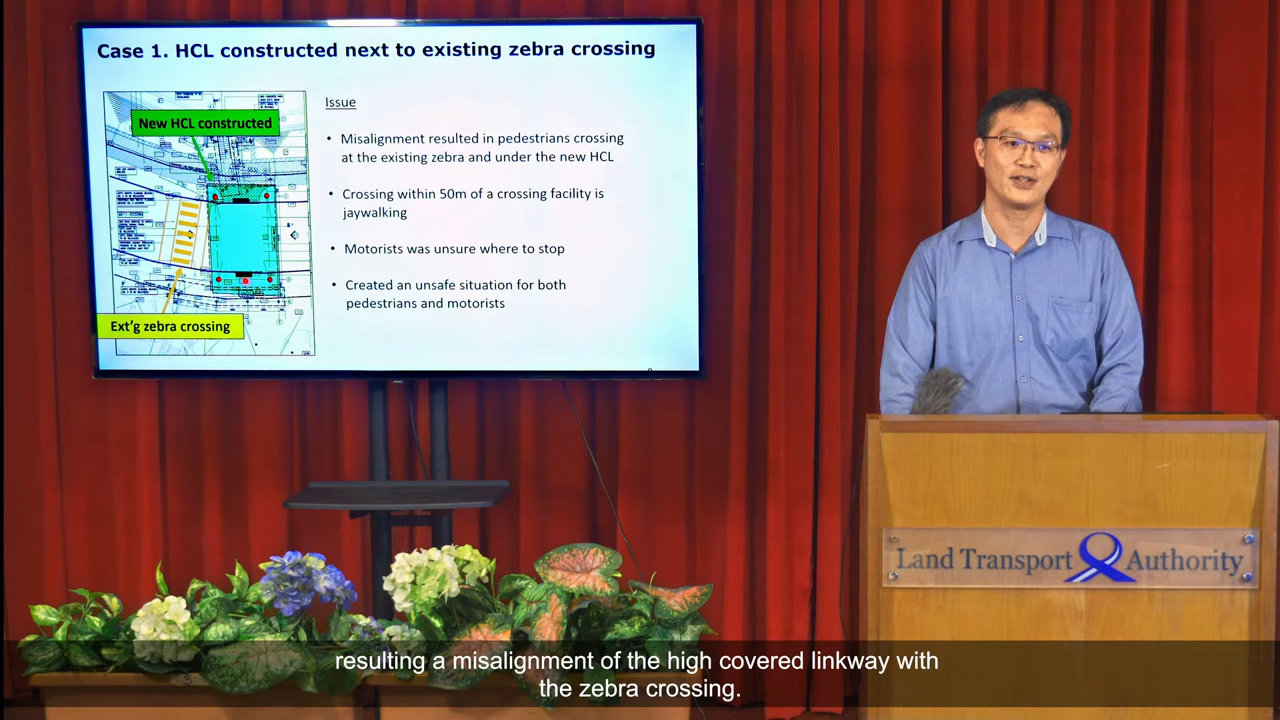 Case 1. HCL constructed next to existing zebra crossing
New HCL constructed
Ext'g zebra crossing
Issue
• Misalignment resulted in pedestrians crossing
at the existing zebra and under the new HCL
• Crossing within 50m of a crossing facility is
jaywalking
• Motorists was unsure where to stop
• Created an unsafe situation for both
pedestrians and motorists
Land Transport Authority
resulting a misalignment of the high covered linkway with
the zebra crossing.